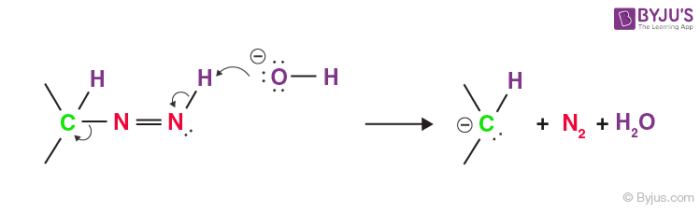 BYJU'S
The Learning App
H H ⊖ :O—H H
C—N=N ⊖ C + N2 + H2O
© Byjus.com